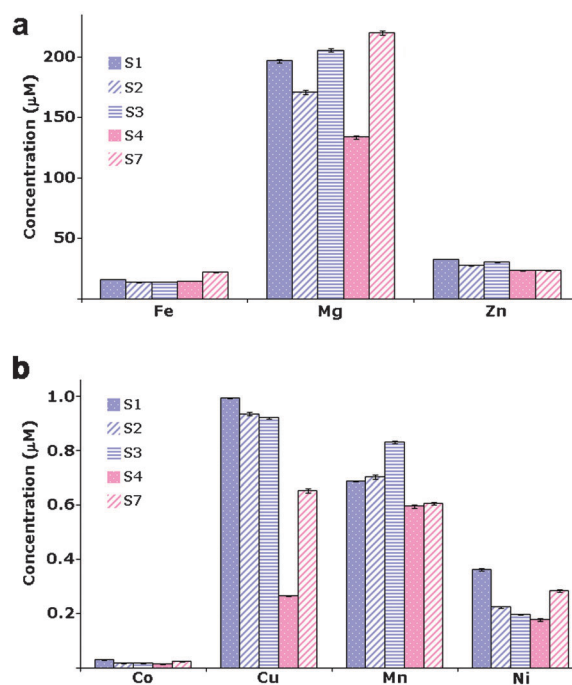 a
Concentration (μM)
200
150
100
50
S1
S2
S3
S4
S7
Fe Mg Zn
b
Concentration (μM)
1.0
0.8
0.6
0.4
0.2
S1
S2
S3
S4
S7
Co Cu Mn Ni